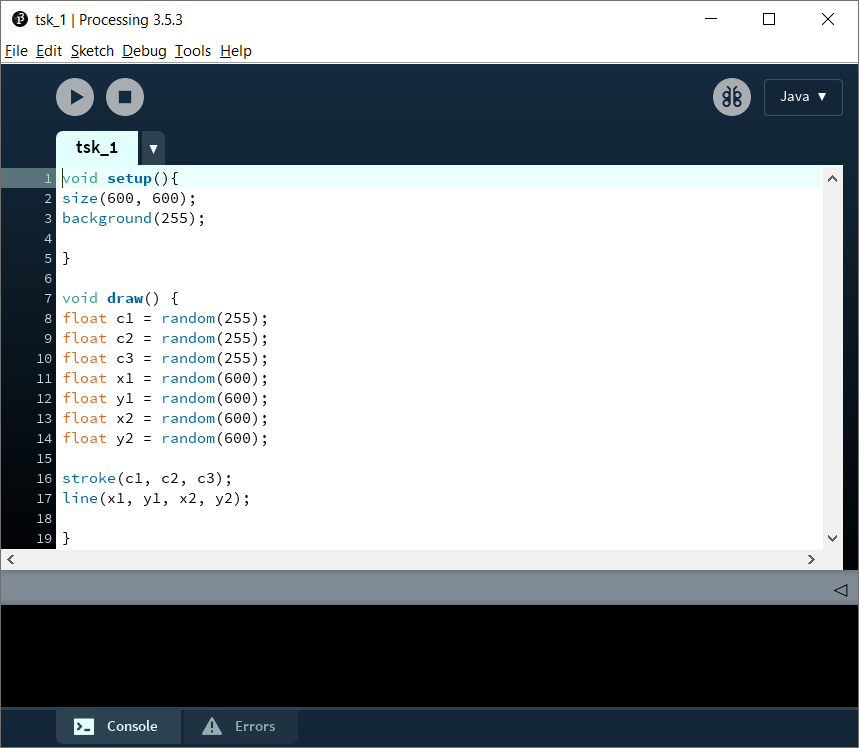 tsk_1 | Processing 3.5.3
File Edit Sketch Debug Tools Help
Java ▼
tsk_1 ▼
1 void setup(){
2 size(600, 600);
3 background(255);
4
5 }
6
7 void draw() {
8 float c1 = random(255);
9 float c2 = random(255);
10 float c3 = random(255);
11 float x1 = random(600);
12 float y1 = random(600);
13 float x2 = random(600);
14 float y2 = random(600);
15
16 stroke(c1, c2, c3);
17 line(x1, y1, x2, y2);
18
19 }
Console Errors